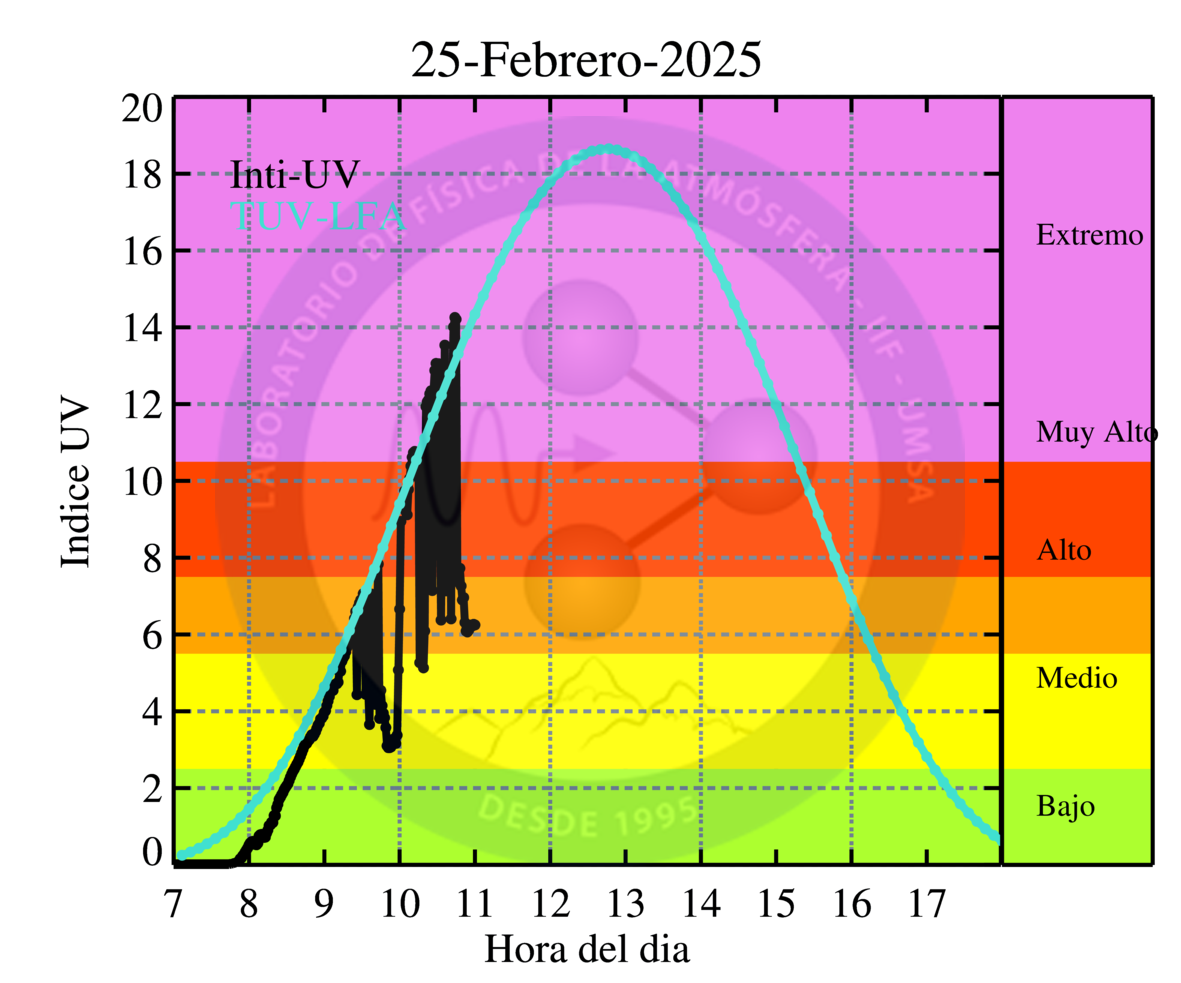 25-Febrero-2025
20
18
16
14
12
10
8
6
4
2
0
Indice UV
Inti-UV
TUV-LFA
LABORATORIO DE FÍSICA DE LA ATMÓSFERA - IIF - UMSA
DESDE 1995
Extremo
Muy Alto
Alto
Medio
Bajo
7 8 9 10 11 12 13 14 15 16 17
Hora del dia